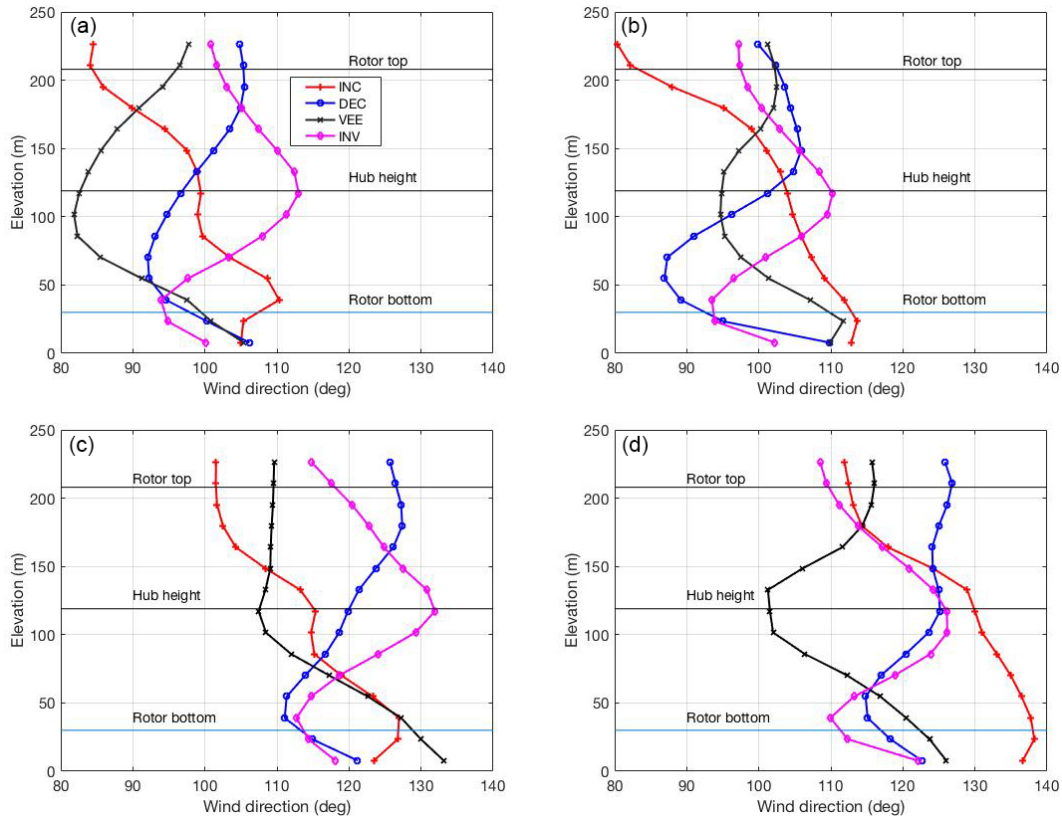 (a)
250
200
150
100
50
0
Elevation (m)
Rotor top
INC
DEC
VEE
INV
Hub height
Rotor bottom
80 90 100 110 120 130 140
Wind direction (deg)
(b)
250
200
150
100
50
0
Elevation (m)
Rotor top
Hub height
Rotor bottom
80 90 100 110 120 130 140
Wind direction (deg)
(c)
250
200
150
100
50
0
Elevation (m)
Rotor top
Hub height
Rotor bottom
80 90 100 110 120 130 140
Wind direction (deg)
(d)
250
200
150
100
50
0
Elevation (m)
Rotor top
Hub height
Rotor bottom
80 90 100 110 120 130 140
Wind direction (deg)